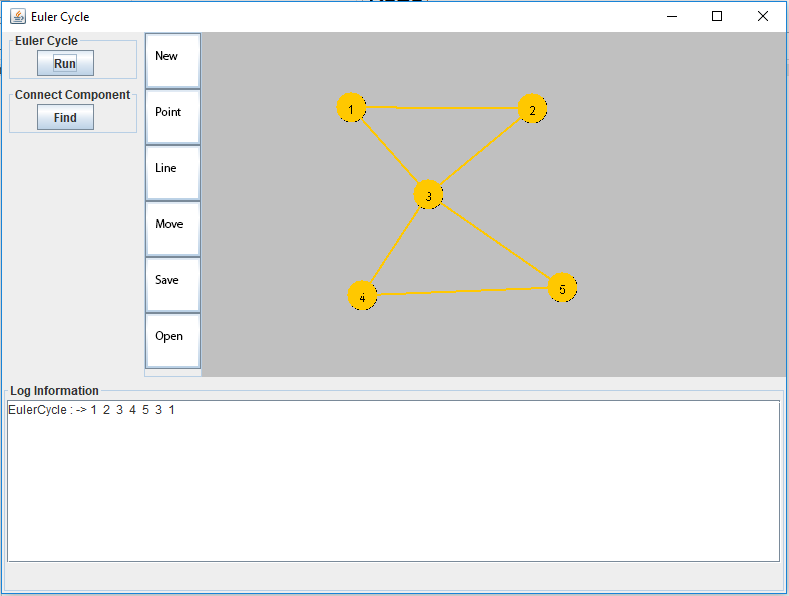 Euler Cycle
Euler Cycle
Run
Connect Component
Find
New
Point
Line
Move
Save
Open
1
2
3
4
5
Log Information
EulerCycle : -> 1 2 3 4 5 3 1